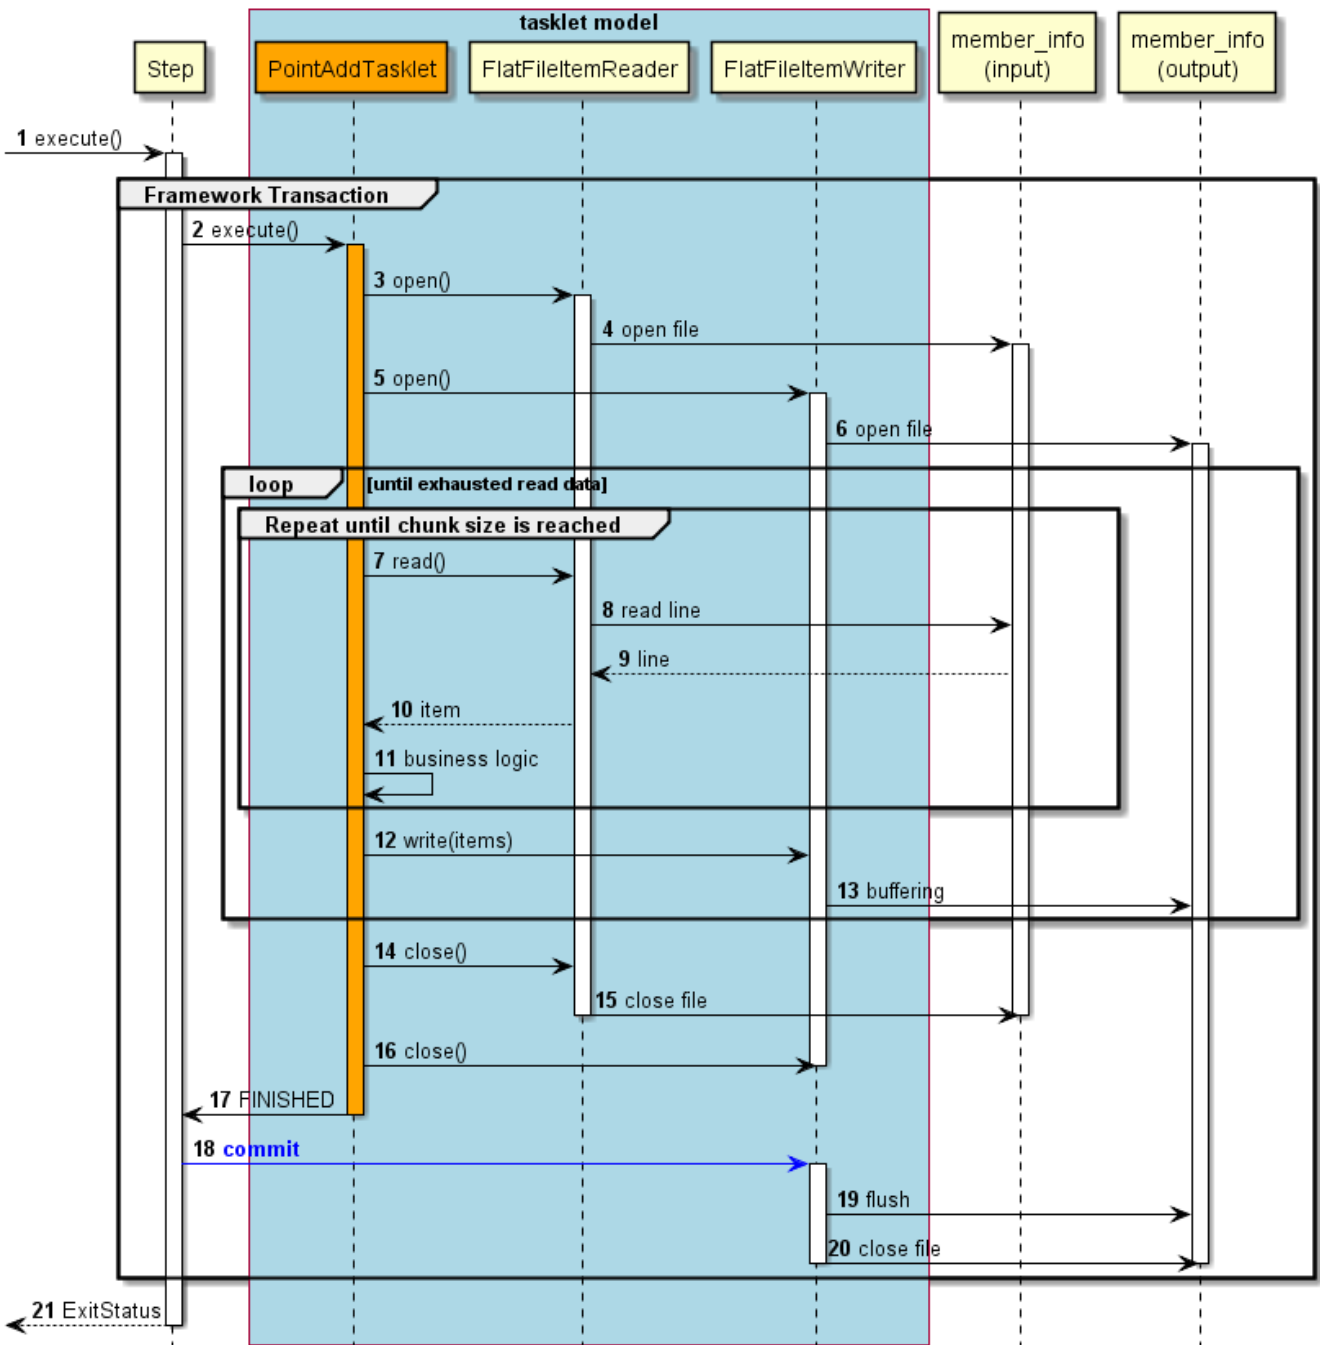 tasklet model
Step
PointAddTasklet
FlatFileItemReader
FlatFileItemWriter
member_info
(input)
member_info
(output)
1 execute()
Framework Transaction
2 execute()
3 open()
4 open file
5 open()
6 open file
loop
[until exhausted read data]
Repeat until chunk size is reached
7 read()
8 read line
9 line
10 item
11 business logic
12 write(items)
13 buffering
14 close()
15 close file
16 close()
17 FINISHED
18 commit
19 flush
20 close file
21 ExitStatus